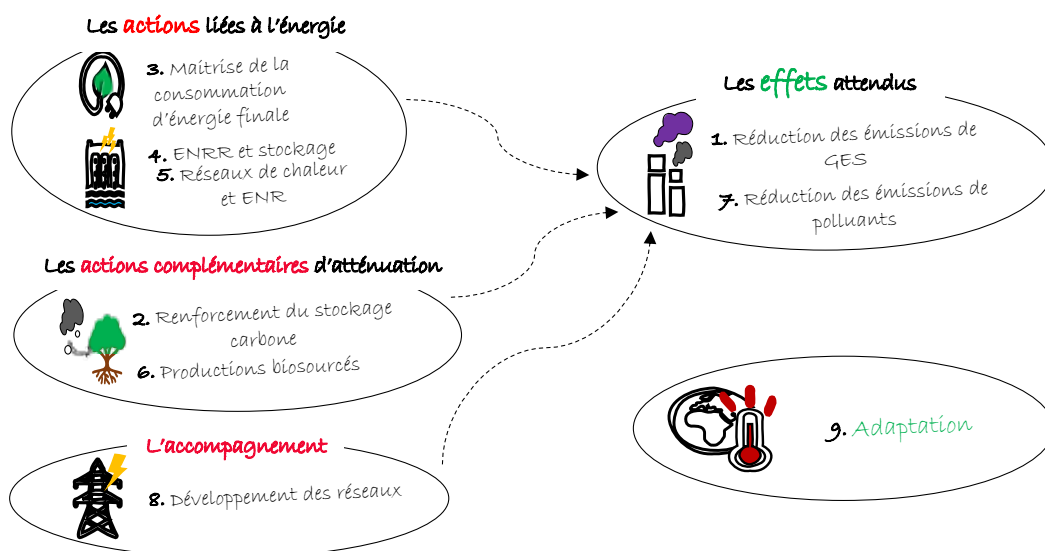 Les actions liées à l'énergie
3. Maitrise de la
consommation
d'énergie finale
4. ENRR et stockage
5. Réseaux de chaleur
et ENR
Les effets attendus
1. Réduction des émissions de
GES
7. Réduction des émissions de
polluants
Les actions complémentaires d'atténuation
2. Renforcement du stockage
carbone
6. Productions biosourcés
9. Adaptation
L'accompagnement
8. Développement des réseaux